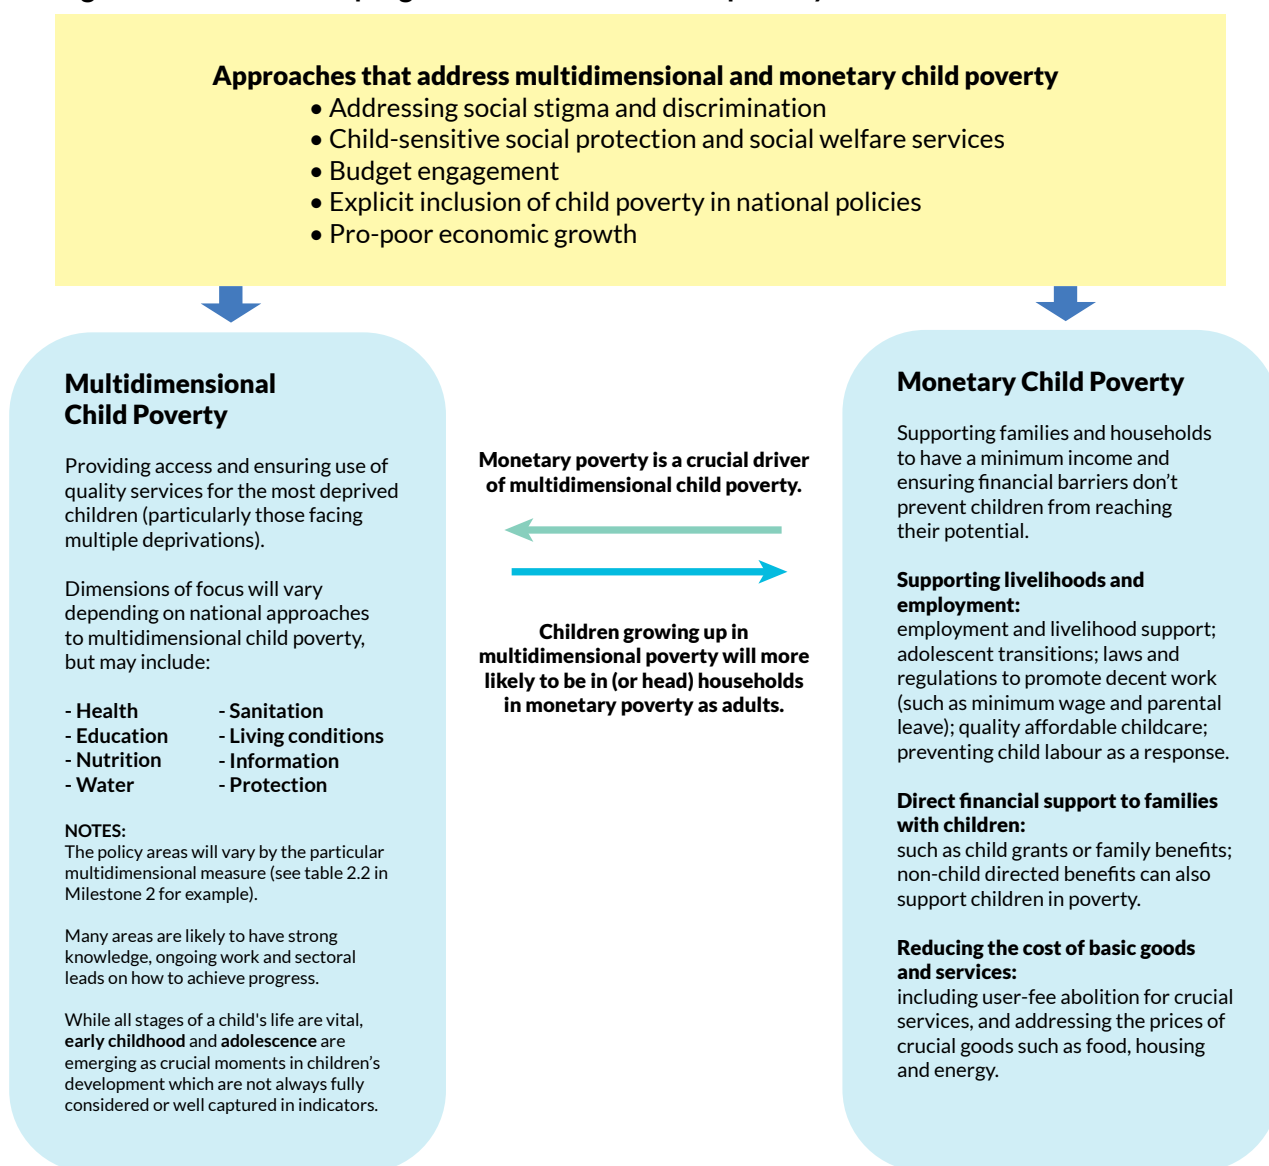 Approaches that address multidimensional and monetary child poverty
• Addressing social stigma and discrimination
• Child-sensitive social protection and social welfare services
• Budget engagement
• Explicit inclusion of child poverty in national policies
• Pro-poor economic growth
Multidimensional
Child Poverty
Providing access and ensuring use of
quality services for the most deprived
children (particularly those facing
multiple deprivations).
Dimensions of focus will vary
depending on national approaches
to multidimensional child poverty,
but may include:
- Health
- Education
- Nutrition
- Water
- Sanitation
- Living conditions
- Information
- Protection
NOTES:
The policy areas will vary by the particular
multidimensional measure (see table 2.2 in
Milestone 2 for example).
Many areas are likely to have strong
knowledge, ongoing work and sectoral
leads on how to achieve progress.
While all stages of a child's life are vital,
early childhood and adolescence are
emerging as crucial moments in children's
development which are not always fully
considered or well captured in indicators.
Monetary poverty is a crucial driver
of multidimensional child poverty.
Children growing up in
multidimensional poverty will more
likely to be in (or head) households
in monetary poverty as adults.
Monetary Child Poverty
Supporting families and households
to have a minimum income and
ensuring financial barriers don't
prevent children from reaching
their potential.
Supporting livelihoods and
employment:
employment and livelihood support;
adolescent transitions; laws and
regulations to promote decent work
(such as minimum wage and parental
leave); quality affordable childcare;
preventing child labour as a response.
Direct financial support to families
with children:
such as child grants or family benefits;
non-child directed benefits can also
support children in poverty.
Reducing the cost of basic goods
and services:
including user-fee abolition for crucial
services, and addressing the prices of
crucial goods such as food, housing
and energy.